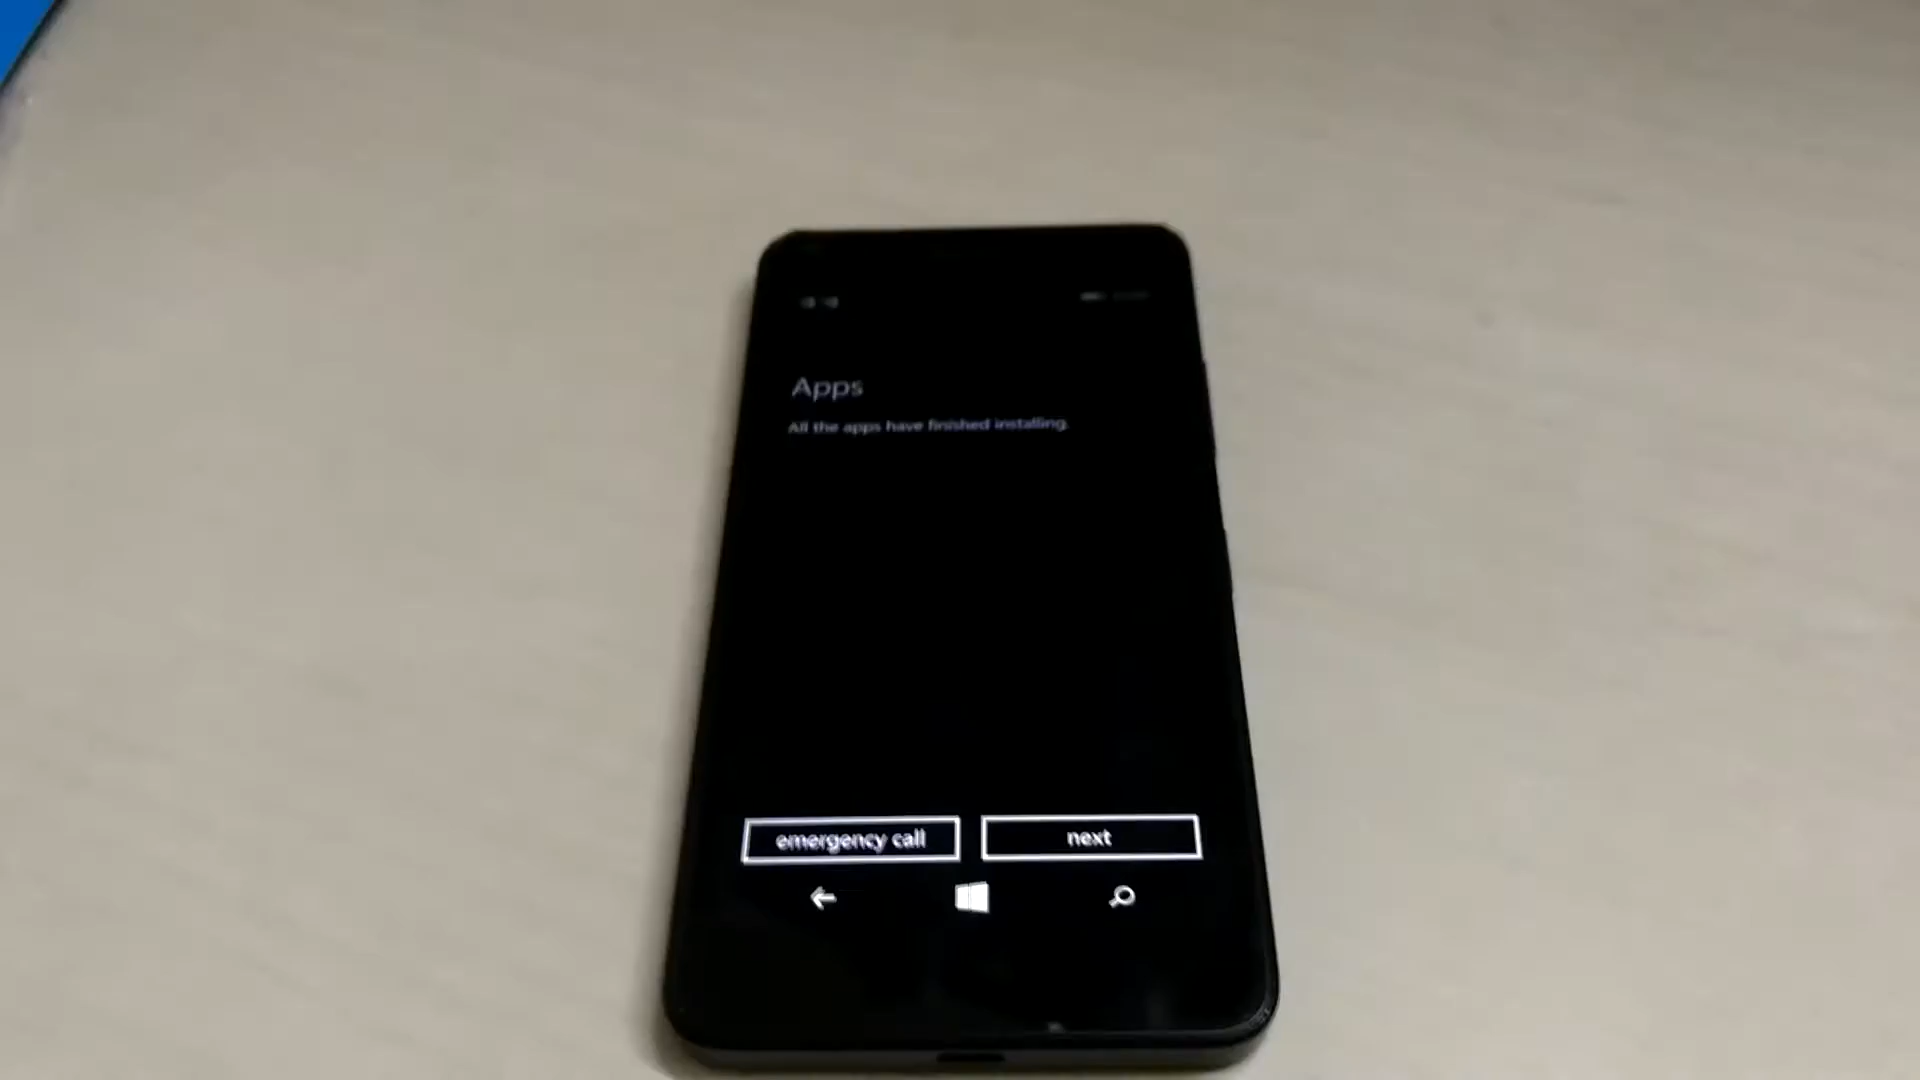 Apps
All the apps have finished installing.
emergency call
next